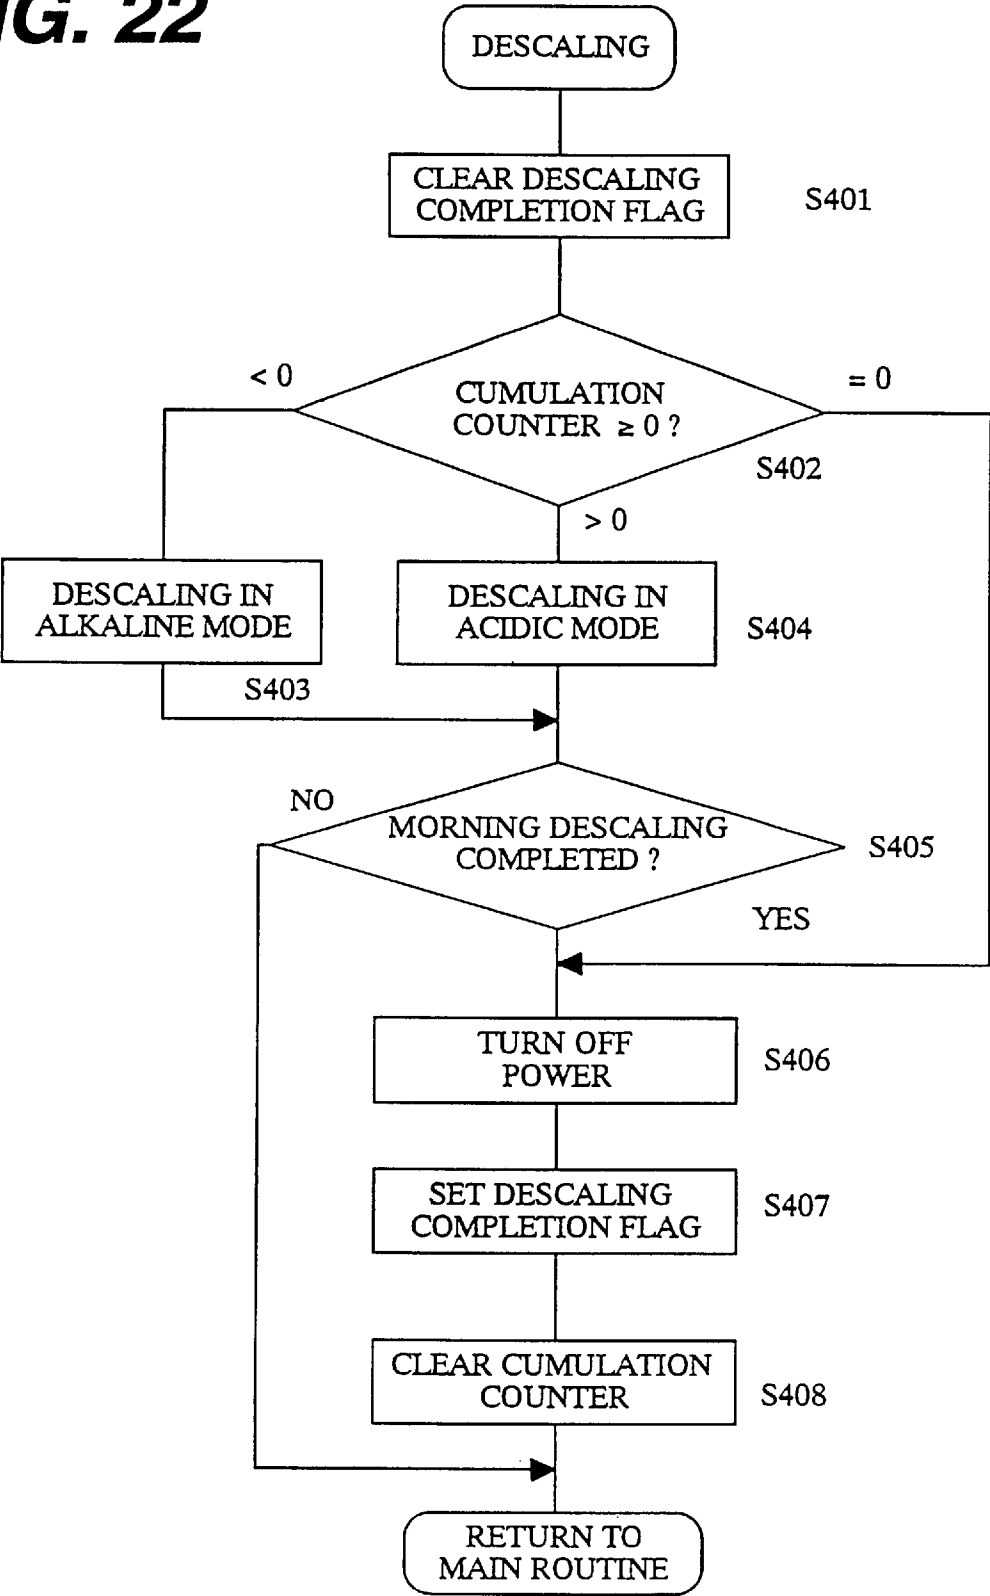 IG. 22
DESCALING
CLEAR DESCALING
COMPLETION FLAG
S401
< 0
= 0
CUMULATION
COUNTER ≥ 0 ?
S402
> 0
DESCALING IN
ALKALINE MODE
S403
DESCALING IN
ACIDIC MODE
S404
NO
MORNING DESCALING
COMPLETED ?
S405
YES
TURN OFF
POWER
S406
SET DESCALING
COMPLETION FLAG
S407
CLEAR CUMULATION
COUNTER
S408
RETURN TO
MAIN ROUTINE